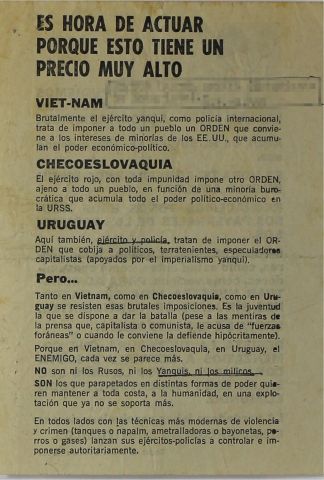 ES HORA DE ACTUAR
PORQUE ESTO TIENE UN
PRECIO MUY ALTO
VIET-NAM
Brutalmente el ejército yanqui, como policía internacional,
trata de imponer a todo un pueblo un ORDEN que convie-
ne a los intereses de minorías de los EE.UU., que acumu-
lan el poder económico-político.
CHECOESLOVAQUIA
El ejército rojo, con toda impunidad impone otro ORDEN,
ajeno a todo un pueblo, en función de una minoría buro-
crática que acumula todo el poder político-económico en
la URSS.
URUGUAY
Aquí también, ejército y policía, tratan de imponer el OR-
DEN que cobija a políticos, terratenientes, especuladores
capitalistas (apoyados por el imperialismo yanqui).
Pero...
Tanto en Vietnam, como en Checoeslovaquia, como en Uru-
guay se resisten esas brutales imposiciones. Es la juventud
la que se dispone a dar la batalla (pese a las mentiras de
la prensa que, capitalista o comunista, le acusa de "fuerzas
foráneas" o cuando le conviene la defiende hipócritamente).
Porque en Vietnam, en Checoeslovaquia, en Uruguay, el
ENEMIGO, cada vez se parece más.
NO son ni los Rusos, ni los Yanquis, ni los milicos.
SON los que parapetados en distintas formas de poder quie-
ren mantener a toda costa, a la humanidad, en una explo-
tación que ya no se soporta más.
En todos lados con las técnicas más modernas de violencia
y crimen (tanques o napalm, ametralladoras o bayonetas, pe-
rros o gases) lanzan sus ejércitos-policías a controlar e im-
ponerse autoritariamente.